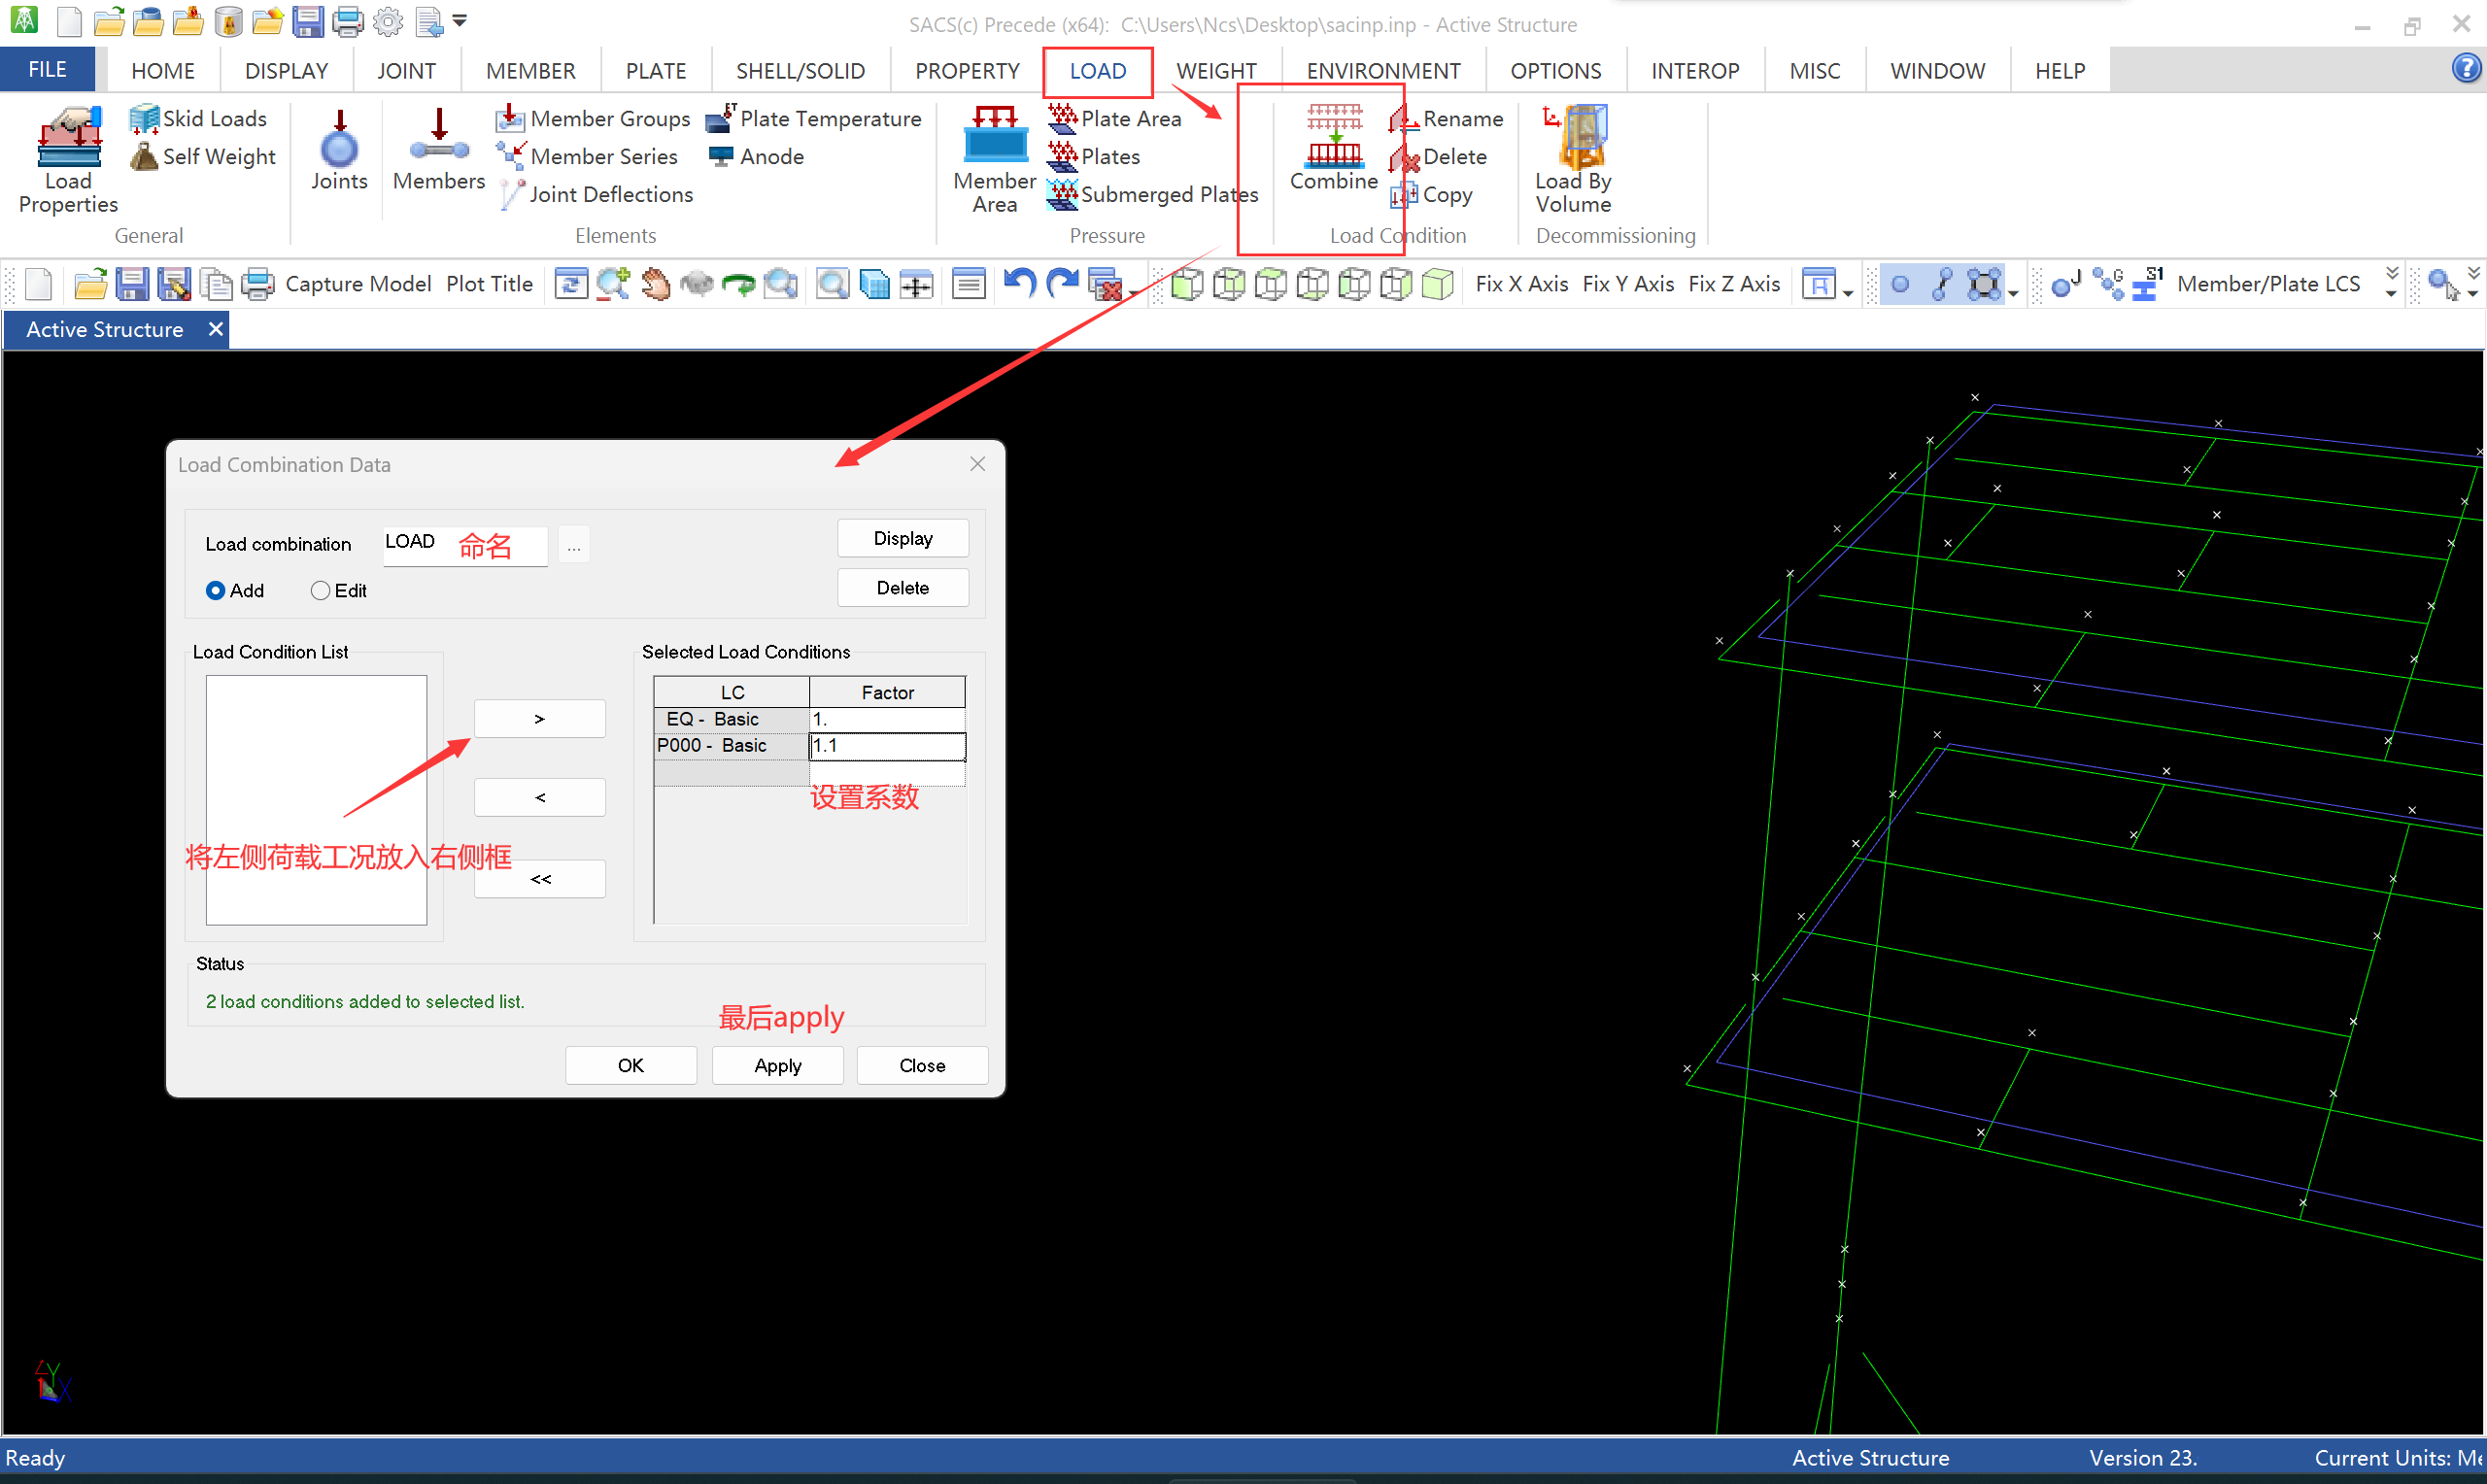 SACS(c) Precede (x64):  C:\Users\Ncs\Desktop\sacinp.inp - Active Structure
FILE HOME DISPLAY JOINT MEMBER PLATE SHELL/SOLID PROPERTY LOAD WEIGHT ENVIRONMENT OPTIONS INTEROP MISC WINDOW HELP
Load Properties
Skid Loads
Self Weight
General
Joints
Members
Member Groups
Member Series
Joint Deflections
Plate Temperature
Anode
Elements
Member Area
Plate Area
Plates
Submerged Plates
Pressure
Combine
Rename
Delete
Copy
Load Condition
Load By Volume
Decommissioning
Capture Model Plot Title Fix X Axis Fix Y Axis Fix Z Axis Member/Plate LCS
Active Structure
Load Combination Data
Load combination LOAD 命名 ...
Display
Add Edit
Delete
Load Condition List
Selected Load Conditions
LC Factor
EQ - Basic 1.
P000 - Basic 1.1
设置系数
>
<
将左侧荷载工况放入右侧框
<<
Status
2 load conditions added to selected list.
最后apply
OK Apply Close
Ready Active Structure Version 23. Current Units: